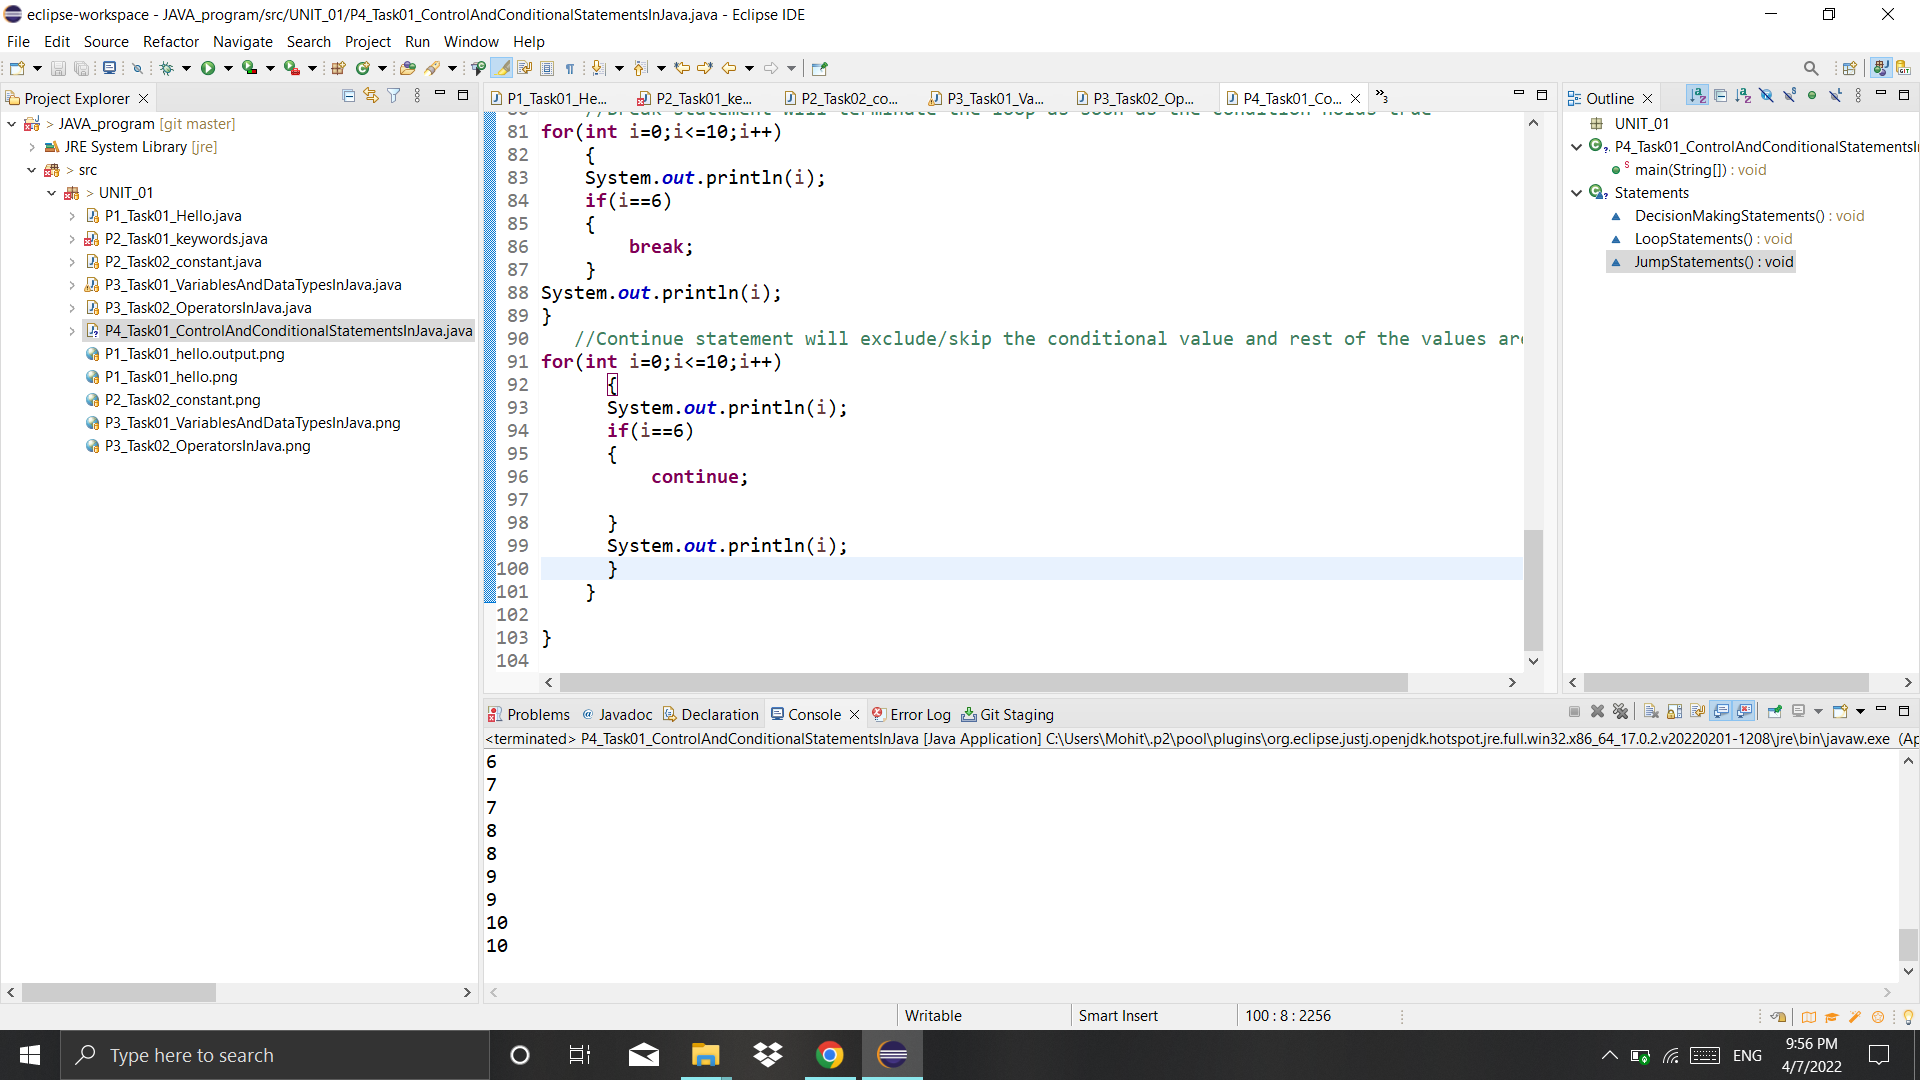 eclipse-workspace - JAVA_program/src/UNIT_01/P4_Task01_ControlAndConditionalStatementsInJava.java - Eclipse IDE
File Edit Source Refactor Navigate Search Project Run Window Help
Project Explorer
JAVA_program [git master]
JRE System Library [jre]
> src
> UNIT_01
P1_Task01_Hello.java
P2_Task01_keywords.java
P2_Task02_constant.java
P3_Task01_VariablesAndDataTypesInJava.java
P3_Task02_OperatorsInJava.java
P4_Task01_ControlAndConditionalStatementsInJava.java
P1_Task01_hello.output.png
P1_Task01_hello.png
P2_Task02_constant.png
P3_Task01_VariablesAndDataTypesInJava.png
P3_Task02_OperatorsInJava.png
P1_Task01_He... P2_Task01_ke... P2_Task02_co... P3_Task01_Va... P3_Task02_Op... P4_Task01_Co... »3
80 //Break statement will terminate the loop as soon as the condition holds true
81 for(int i=0;i<=10;i++)
82 {
83 System.out.println(i);
84 if(i==6)
85 {
86 break;
87 }
88 System.out.println(i);
89 }
90 //Continue statement will exclude/skip the conditional value and rest of the values are
91 for(int i=0;i<=10;i++)
92 {
93 System.out.println(i);
94 if(i==6)
95 {
96 continue;
97
98 }
99 System.out.println(i);
100 }
101 }
102
103 }
104
Outline
UNIT_01
P4_Task01_ControlAndConditionalStatementsI
main(String[]) : void
Statements
DecisionMakingStatements() : void
LoopStatements() : void
JumpStatements() : void
Problems @ Javadoc Declaration Console Error Log Git Staging
<terminated> P4_Task01_ControlAndConditionalStatementsInJava [Java Application] C:\Users\Mohit\.p2\pool\plugins\org.eclipse.justj.openjdk.hotspot.jre.full.win32.x86_64_17.0.2.v20220201-1208\jre\bin\javaw.exe (Ap
6
7
7
8
8
9
9
10
10
Writable Smart Insert 100 : 8 : 2256
Type here to search
ENG
9:56 PM
4/7/2022